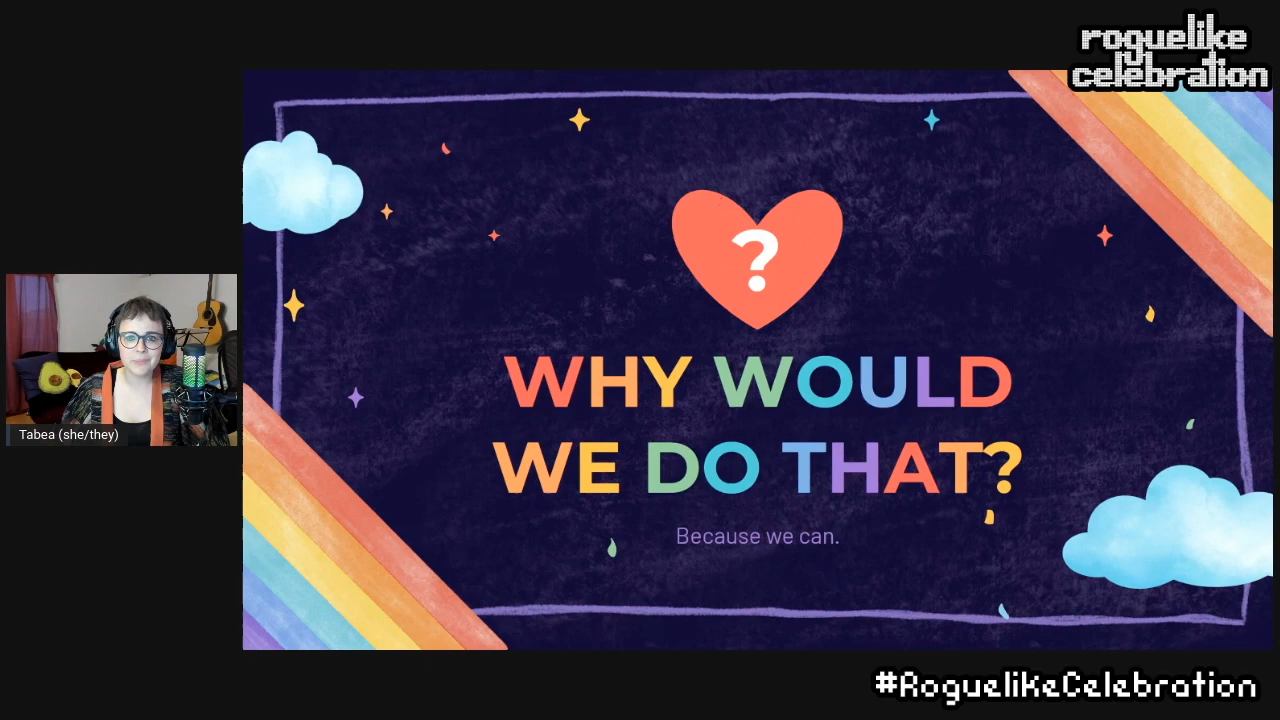 roguelike
celebration
?
WHY WOULD
WE DO THAT?
Because we can.
Tabea (she/they)
#RoguelikeCelebration